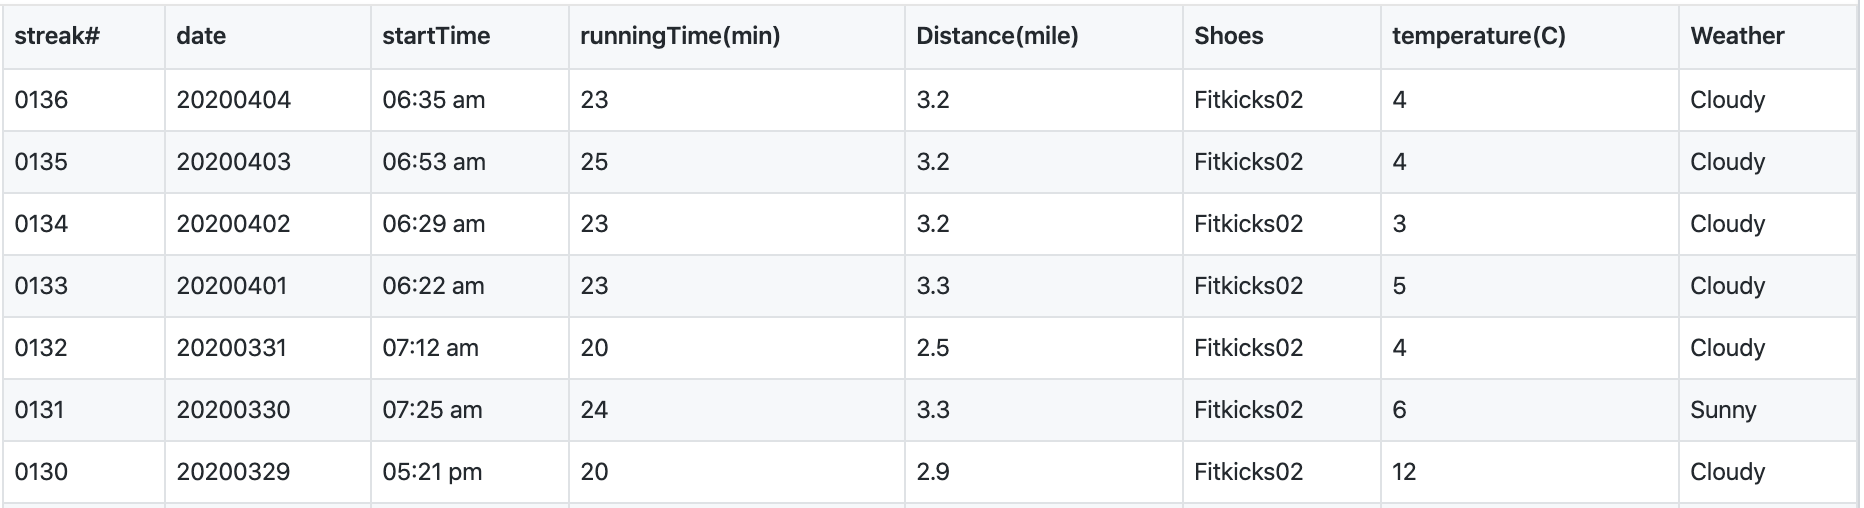 streak# date startTime runningTime(min) Distance(mile) Shoes temperature(C) Weather
0136 20200404 06:35 am 23 3.2 Fitkicks02 4 Cloudy
0135 20200403 06:53 am 25 3.2 Fitkicks02 4 Cloudy
0134 20200402 06:29 am 23 3.2 Fitkicks02 3 Cloudy
0133 20200401 06:22 am 23 3.3 Fitkicks02 5 Cloudy
0132 20200331 07:12 am 20 2.5 Fitkicks02 4 Cloudy
0131 20200330 07:25 am 24 3.3 Fitkicks02 6 Sunny
0130 20200329 05:21 pm 20 2.9 Fitkicks02 12 Cloudy